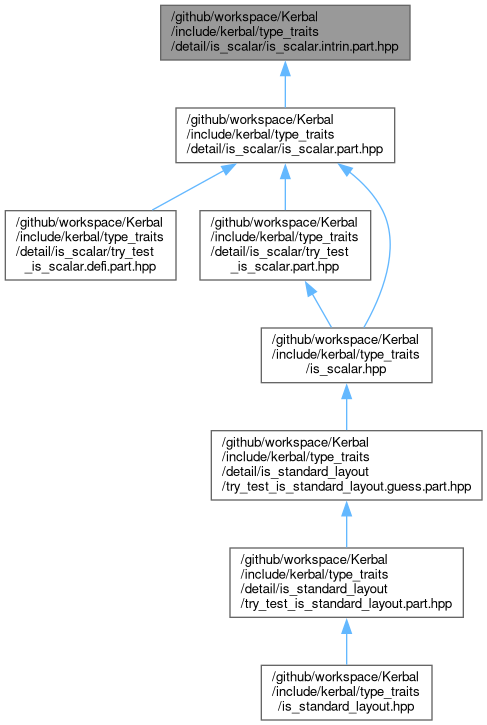 /github/workspace/Kerbal
/include/kerbal/type_traits
/detail/is_scalar/is_scalar.intrin.part.hpp
/github/workspace/Kerbal
/include/kerbal/type_traits
/detail/is_scalar/is_scalar.part.hpp
/github/workspace/Kerbal
/include/kerbal/type_traits
/detail/is_scalar/try_test
_is_scalar.defi.part.hpp
/github/workspace/Kerbal
/include/kerbal/type_traits
/detail/is_scalar/try_test
_is_scalar.part.hpp
/github/workspace/Kerbal
/include/kerbal/type_traits
/is_scalar.hpp
/github/workspace/Kerbal
/include/kerbal/type_traits
/detail/is_standard_layout
/try_test_is_standard_layout.guess.part.hpp
/github/workspace/Kerbal
/include/kerbal/type_traits
/detail/is_standard_layout
/try_test_is_standard_layout.part.hpp
/github/workspace/Kerbal
/include/kerbal/type_traits
/is_standard_layout.hpp